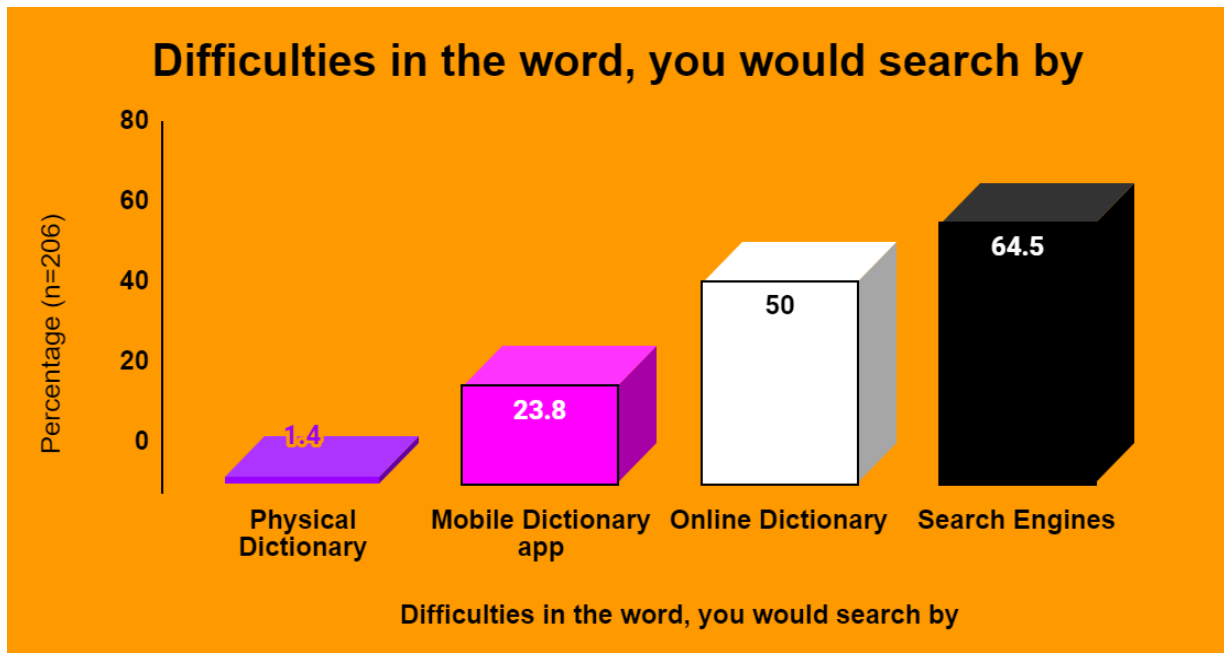 Difficulties in the word, you would search by
80
60
40
20
0
Percentage (n=206)
1.4
23.8
50
64.5
Physical
Dictionary
Mobile Dictionary
app
Online Dictionary
Search Engines
Difficulties in the word, you would search by